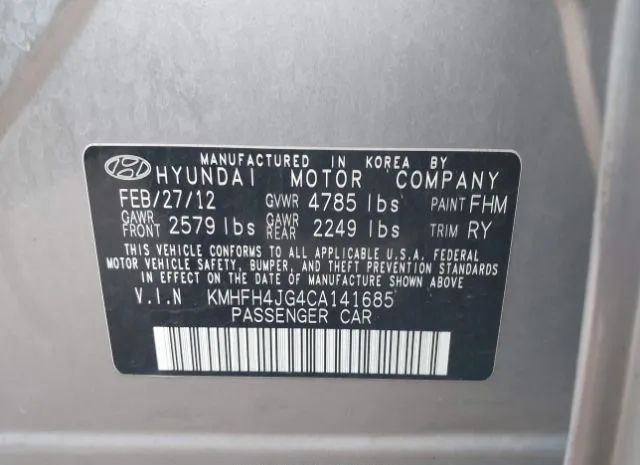 MANUFACTURED IN KOREA BY
HYUNDAI MOTOR COMPANY
FEB/27/12 GVWR 4785 lbs PAINT FHM
GAWR FRONT 2579 lbs GAWR REAR 2249 lbs TRIM RY
THIS VEHICLE CONFORMS TO ALL APPLICABLE U.S.A. FEDERAL
MOTOR VEHICLE SAFETY, BUMPER, AND THEFT PREVENTION STANDARDS
IN EFFECT ON THE DATE OF MANUFACTURE SHOWN ABOVE
V.I.N KMHFH4JG4CA141685
PASSENGER CAR